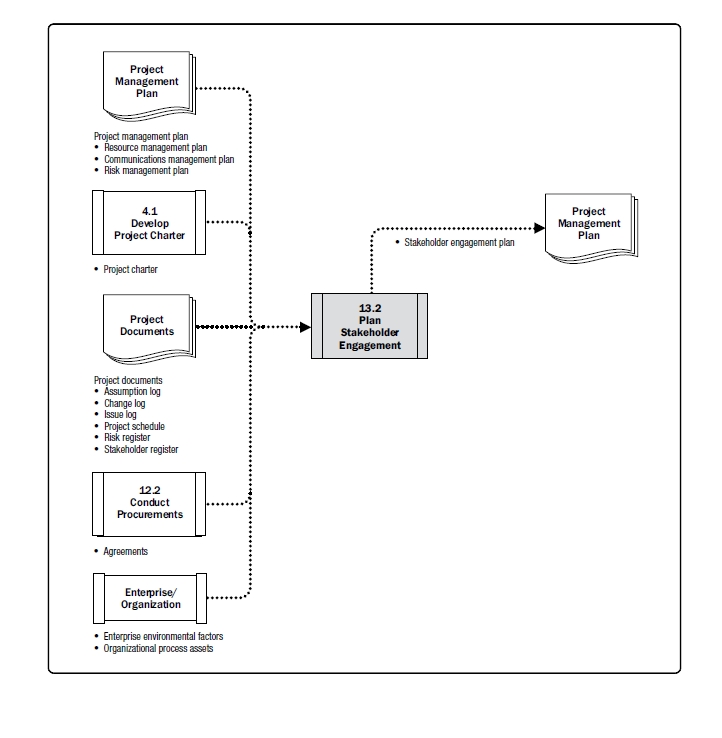 Project
Management
Plan
Project management plan
• Resource management plan
• Communications management plan
• Risk management plan
4.1
Develop
Project Charter
• Project charter
Project
Documents
Project documents
• Assumption log
• Change log
• Issue log
• Project schedule
• Risk register
• Stakeholder register
12.2
Conduct
Procurements
• Agreements
Enterprise/
Organization
• Enterprise environmental factors
• Organizational process assets
13.2
Plan
Stakeholder
Engagement
• Stakeholder engagement plan
Project
Management
Plan